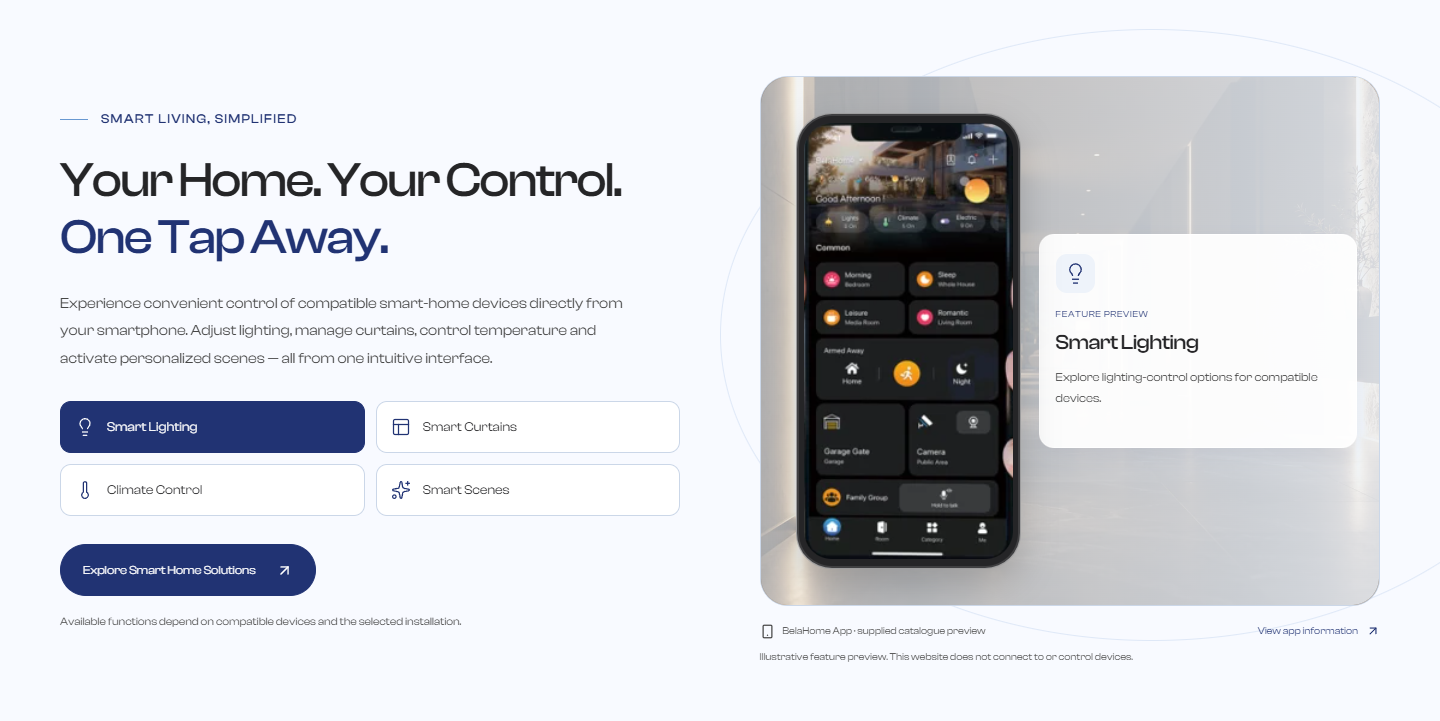 SMART LIVING, SIMPLIFIED
Your Home. Your Control.
One Tap Away.
Experience convenient control of compatible smart-home devices directly from
your smartphone. Adjust lighting, manage curtains, control temperature and
activate personalized scenes — all from one intuitive interface.
Smart Lighting
Smart Curtains
Climate Control
Smart Scenes
Explore Smart Home Solutions
Available functions depend on compatible devices and the selected installation.
Sunny
Good Afternoon !
Lights
Climate
Electric
Common
Morning
Bedroom
Sleep
Whole House
Leisure
Media Room
Romantic
Living Room
Armed Away
Home
Night
Garage Gate
Garage
Camera
Public Area
Family Group
Hold to talk
Home
Room
Category
Me
FEATURE PREVIEW
Smart Lighting
Explore lighting-control options for compatible
devices.
BelaHome App · supplied catalogue preview
View app information
Illustrative feature preview. This website does not connect to or control devices.